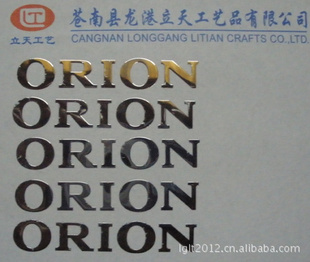 LT
立天工艺
苍南县龙港立天工艺品有限公司
CANGNAN LONGGANG LITIAN CRAFTS CO.,LTD.
ORION
ORION
ORION
ORION
ORION
lglt2012.cn.alibaba.com